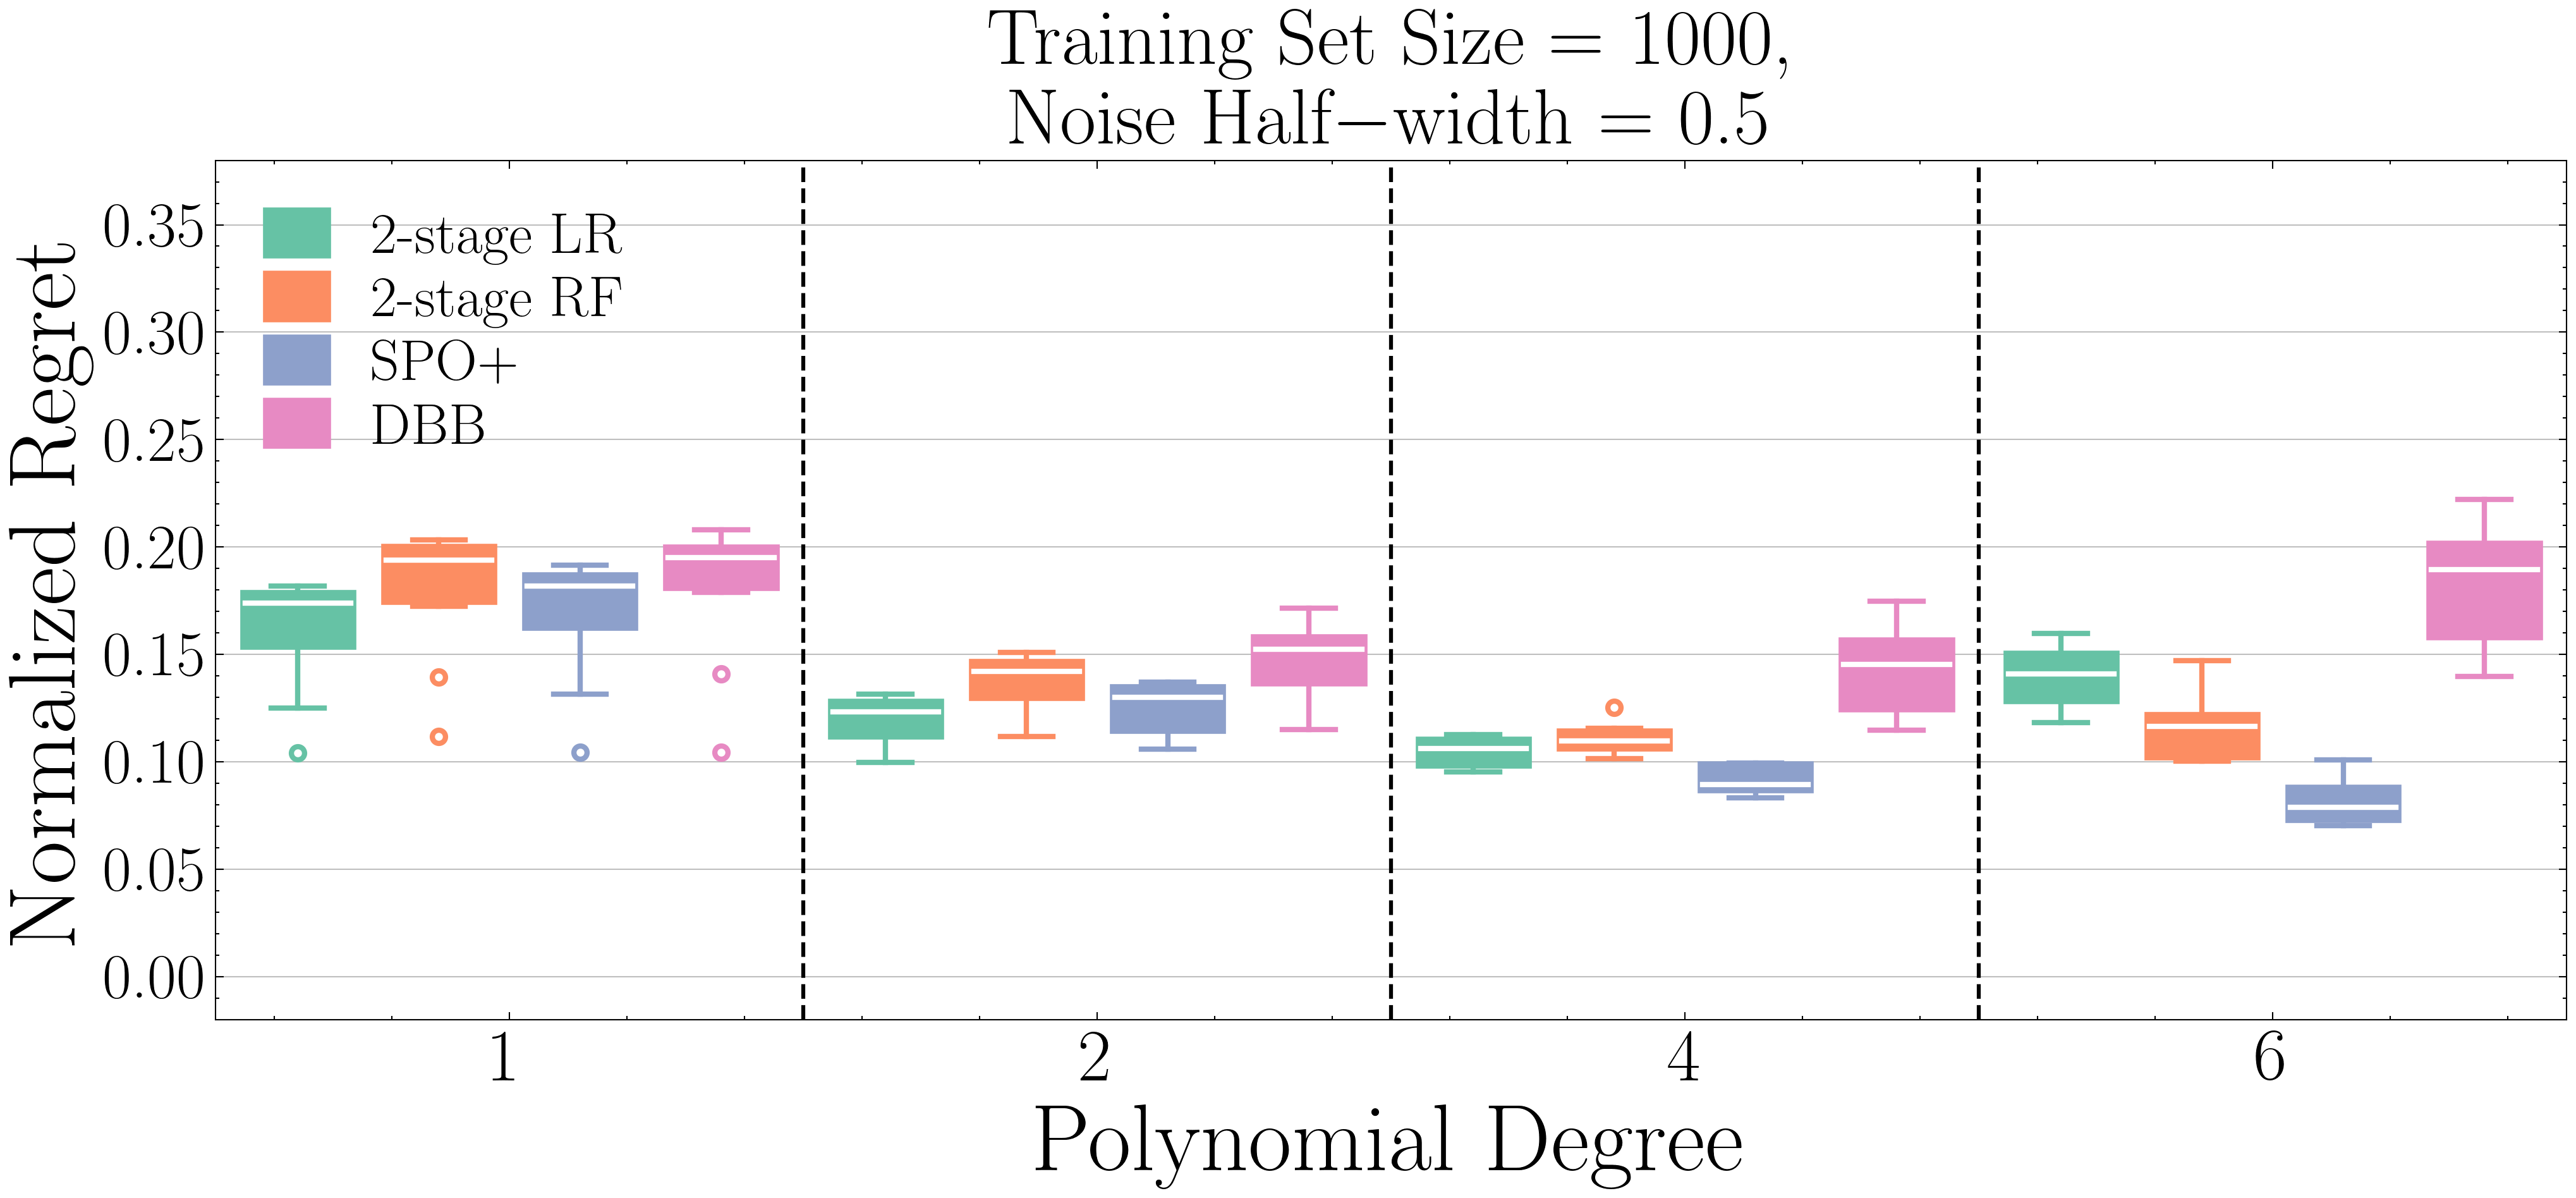 Training Set Size = 1000,
Noise Half−width = 0.5
Normalized Regret
0.35
0.30
0.25
0.20
0.15
0.10
0.05
0.00
2-stage LR
2-stage RF
SPO+
DBB
1 2 4 6
Polynomial Degree